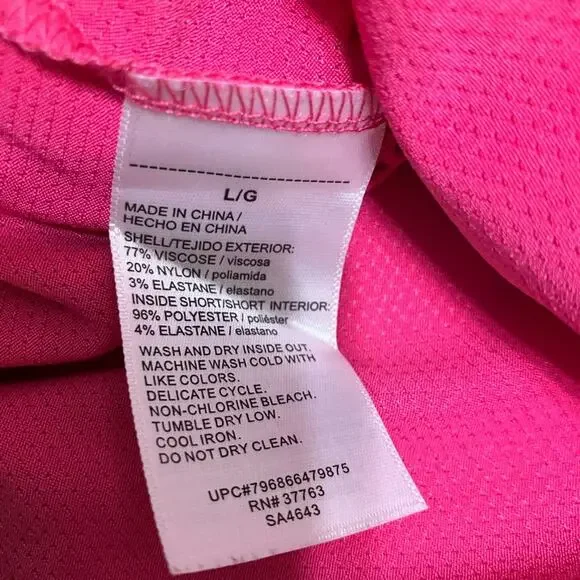 L/G
MADE IN CHINA /
HECHO EN CHINA
SHELL/TEJIDO EXTERIOR:
77% VISCOSE / viscosa
20% NYLON / poliamida
3% ELASTANE / elastano
INSIDE SHORT/SHORT INTERIOR:
96% POLYESTER / poliéster
4% ELASTANE / elastano
WASH AND DRY INSIDE OUT.
MACHINE WASH COLD WITH
LIKE COLORS.
DELICATE CYCLE.
NON-CHLORINE BLEACH.
TUMBLE DRY LOW.
COOL IRON.
DO NOT DRY CLEAN.
UPC#796866479875
RN# 37763
SA4643